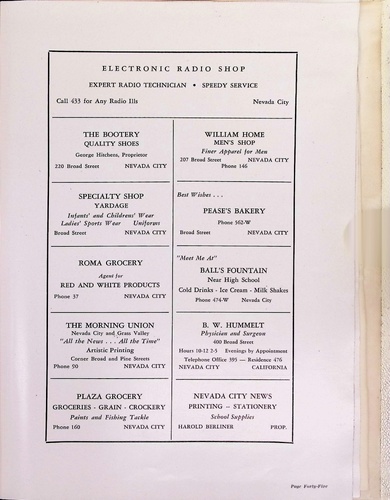 ELECTRONIC RADIO SHOP
EXPERT RADIO TECHNICIAN • SPEEDY SERVICE
Call 433 for Any Radio Ills Nevada City
THE BOOTERY
QUALITY SHOES
George Hitchens, Proprietor
220 Broad Street NEVADA CITY
WILLIAM HOME
MEN'S SHOP
Finer Apparel for Men
207 Broad Street NEVADA CITY
Phone 146
SPECIALTY SHOP
YARDAGE
Infants' and Childrens' Wear
Ladies' Sports Wear Uniforms
Broad Street NEVADA CITY
Best Wishes . . .
PEASE'S BAKERY
Phone 362-W
Broad Street NEVADA CITY
ROMA GROCERY
Agent for
RED AND WHITE PRODUCTS
Phone 37 NEVADA CITY
"Meet Me At"
BALL'S FOUNTAIN
Near High School
Cold Drinks - Ice Cream - Milk Shakes
Phone 474-W Nevada City
THE MORNING UNION
Nevada City and Grass Valley
"All the News . . . All the Time"
Artistic Printing
Corner Broad and Pine Streets
Phone 50 NEVADA CITY
B. W. HUMMELT
Physician and Surgeon
400 Broad Street
Hours 10-12 2-5 Evenings by Appointment
Telephone Office 395 — Residence 476
NEVADA CITY CALIFORNIA
PLAZA GROCERY
GROCERIES - GRAIN - CROCKERY
Paints and Fishing Tackle
Phone 160 NEVADA CITY
NEVADA CITY NEWS
PRINTING — STATIONERY
School Supplies
HAROLD BERLINER PROP.
Page Forty-Five